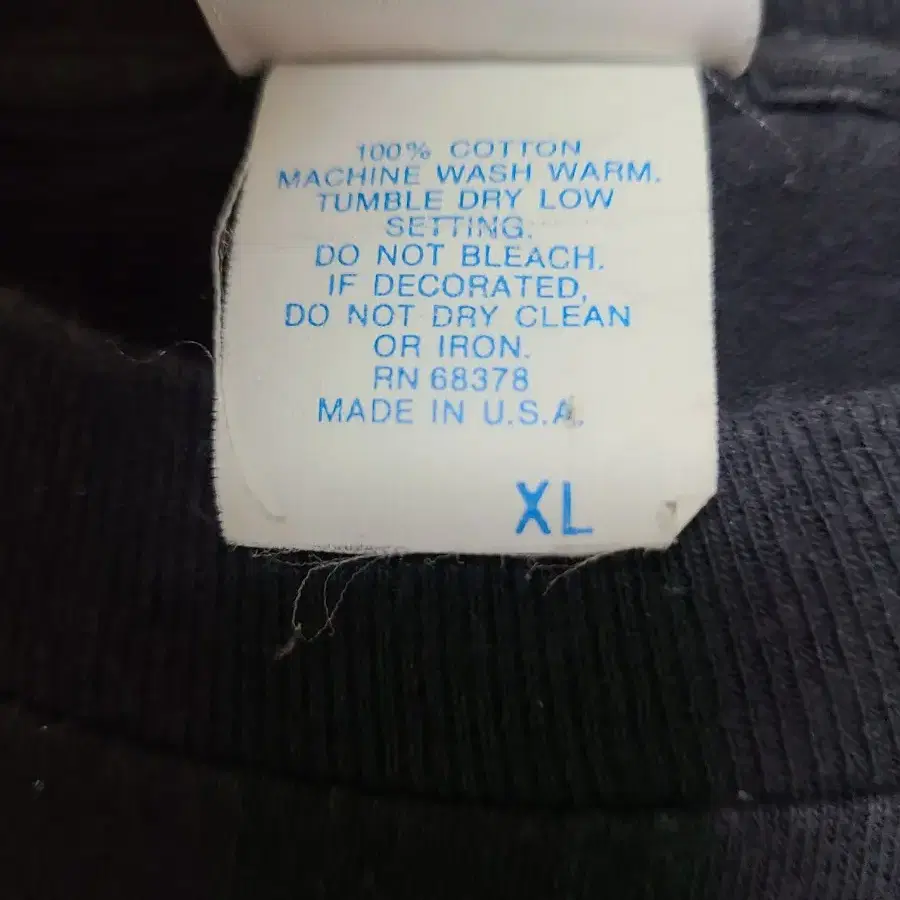 100% COTTON
MACHINE WASH WARM.
TUMBLE DRY LOW
SETTING.
DO NOT BLEACH.
IF DECORATED,
DO NOT DRY CLEAN
OR IRON.
RN 68378
MADE IN U.S.A.
XL